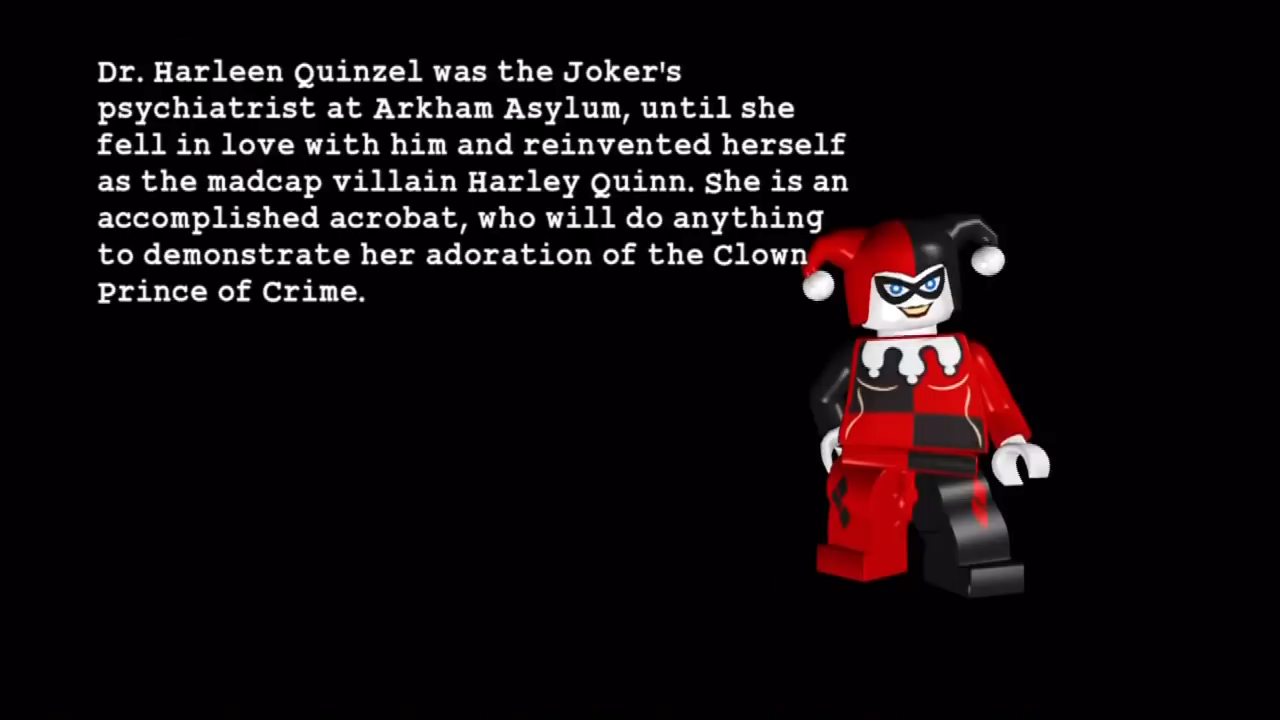 Dr. Harleen Quinzel was the Joker's
psychiatrist at Arkham Asylum, until she
fell in love with him and reinvented herself
as the madcap villain Harley Quinn. She is an
accomplished acrobat, who will do anything
to demonstrate her adoration of the Clown
Prince of Crime.